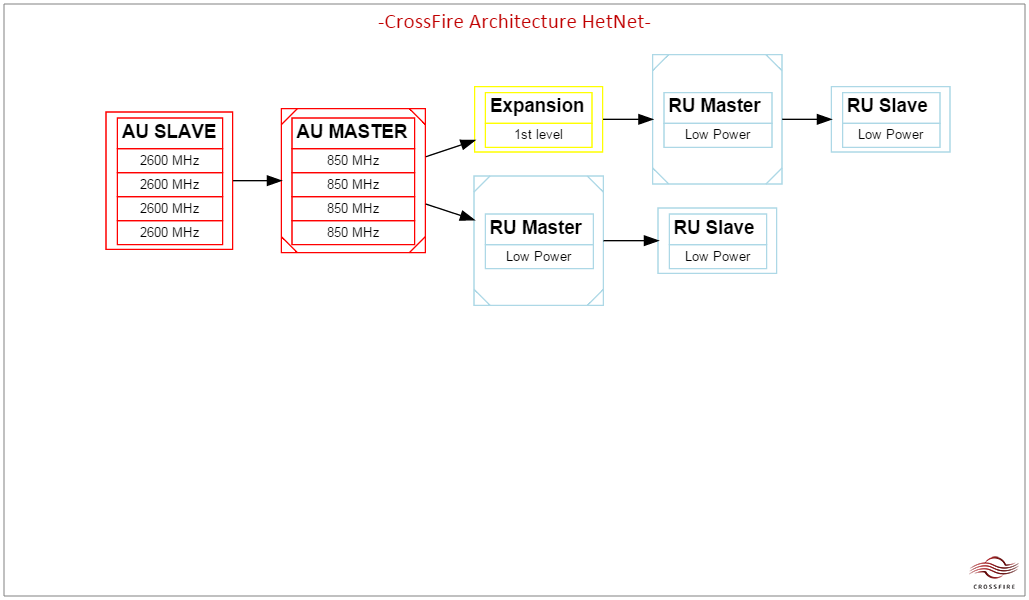 -CrossFire Architecture HetNet-
AU SLAVE
2600 MHz
2600 MHz
2600 MHz
2600 MHz
AU MASTER
850 MHz
850 MHz
850 MHz
850 MHz
Expansion
1st level
RU Master
Low Power
RU Slave
Low Power
RU Master
Low Power
RU Slave
Low Power
CROSSFIRE